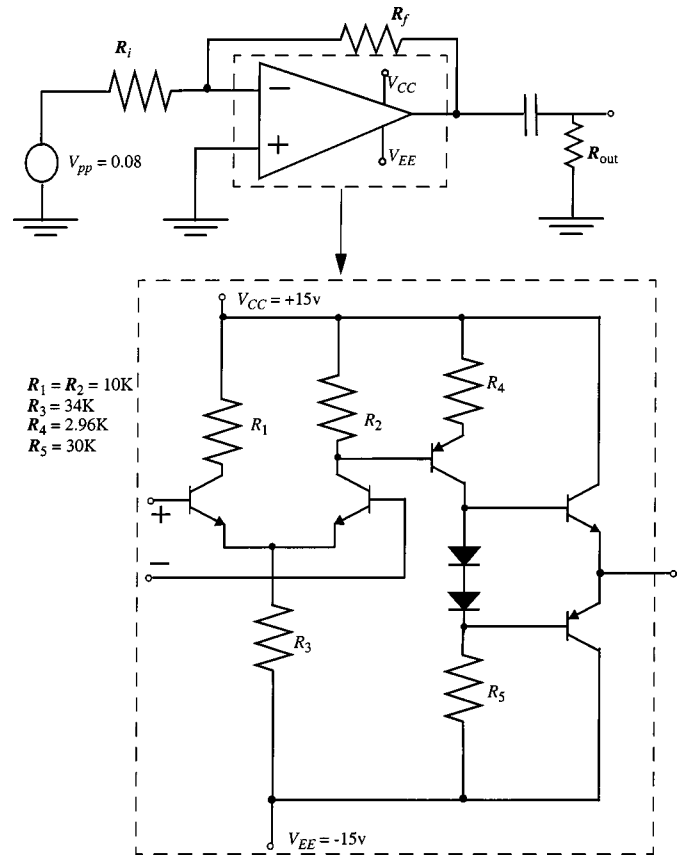 R_f
R_i
−
V_CC
+
V_EE
V_pp = 0.08
R_out
V_CC = +15v
R_1 = R_2 = 10K
R_3 = 34K
R_4 = 2.96K
R_5 = 30K
R_1
R_2
R_4
+
−
R_3
R_5
V_EE = -15v